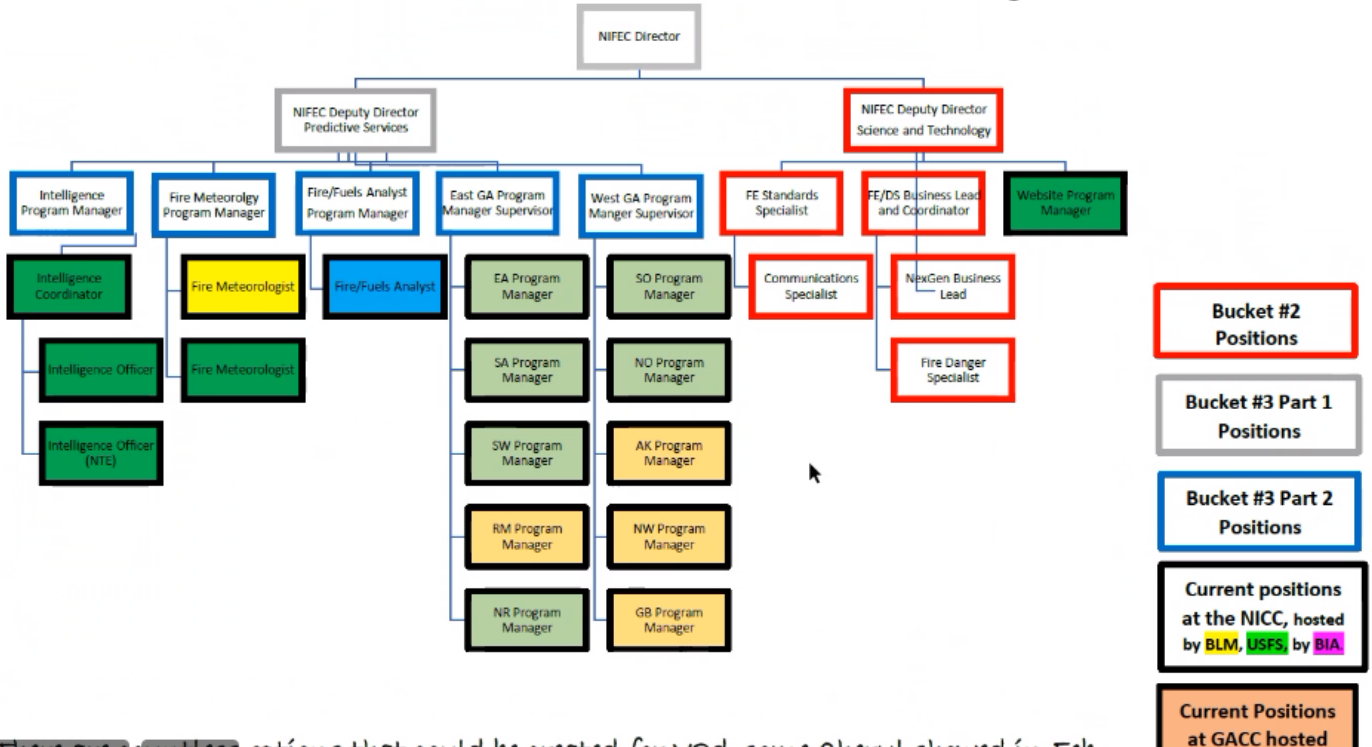 NIFEC Director
NIFEC Deputy Director
Predictive Services
NIFEC Deputy Director
Science and Technology
Intelligence
Program Manager
Fire Meteorolgy
Program Manager
Fire/Fuels Analyst
Program Manager
East GA Program
Manager Supervisor
West GA Program
Manger Supervisor
FE Standards
Specialist
FE/DS Business Lead
and Coordinator
Website Program
Manager
Intelligence
Coordinator
Fire Meteorologist
Fire/Fuels Analyst
EA Program
Manager
SO Program
Manager
Communications
Specialist
NexGen Business
Lead
Intelligence Officer
Fire Meteorologist
SA Program
Manager
NO Program
Manager
Fire Danger
Specialist
Intelligence Officer
(NTE)
SW Program
Manager
AK Program
Manager
RM Program
Manager
NW Program
Manager
NR Program
Manager
GB Program
Manager
Bucket #2
Positions
Bucket #3 Part 1
Positions
Bucket #3 Part 2
Positions
Current positions
at the NICC, hosted
by BLM, USFS, by BIA.
Current Positions
at GACC hosted